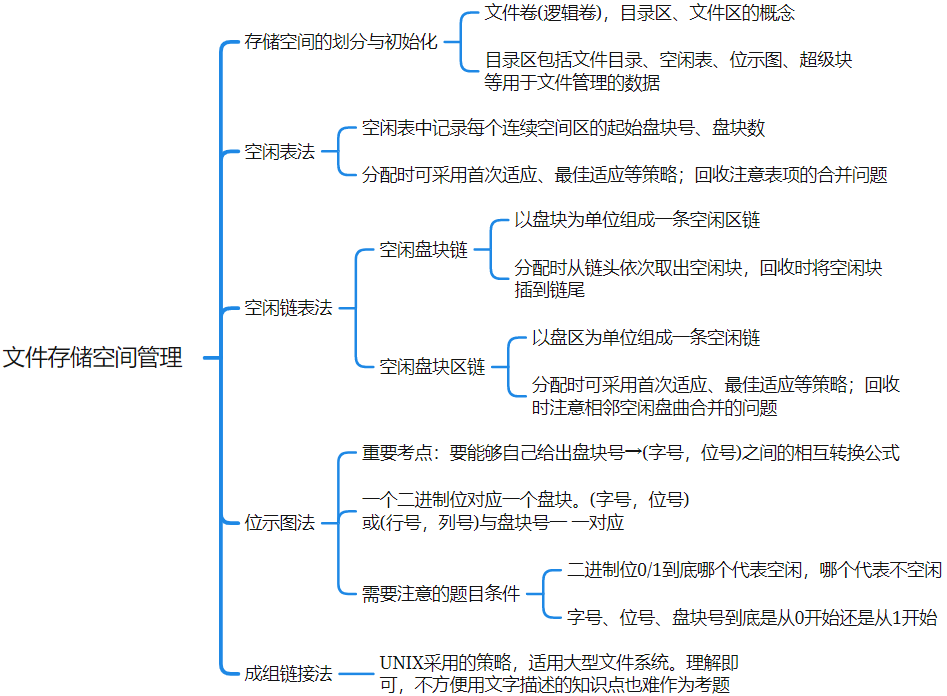 文件存储空间管理
存储空间的划分与初始化
文件卷(逻辑卷)，目录区、文件区的概念
目录区包括文件目录、空闲表、位示图、超级块
等用于文件管理的数据
空闲表法
空闲表中记录每个连续空间区的起始盘块号、盘块数
分配时可采用首次适应、最佳适应等策略；回收注意表项的合并问题
空闲链表法
空闲盘块链
以盘块为单位组成一条空闲区链
分配时从链头依次取出空闲块，回收时将空闲块
插到链尾
空闲盘块区链
以盘区为单位组成一条空闲链
分配时可采用首次适应、最佳适应等策略；回收
时注意相邻空闲盘曲合并的问题
位示图法
重要考点：要能够自己给出盘块号→(字号，位号)之间的相互转换公式
一个二进制位对应一个盘块。(字号，位号)
或(行号，列号)与盘块号一 一对应
需要注意的题目条件
二进制位0/1到底哪个代表空闲，哪个代表不空闲
字号、位号、盘块号到底是从0开始还是从1开始
成组链接法
UNIX采用的策略，适用大型文件系统。理解即
可，不方便用文字描述的知识点也难作为考题